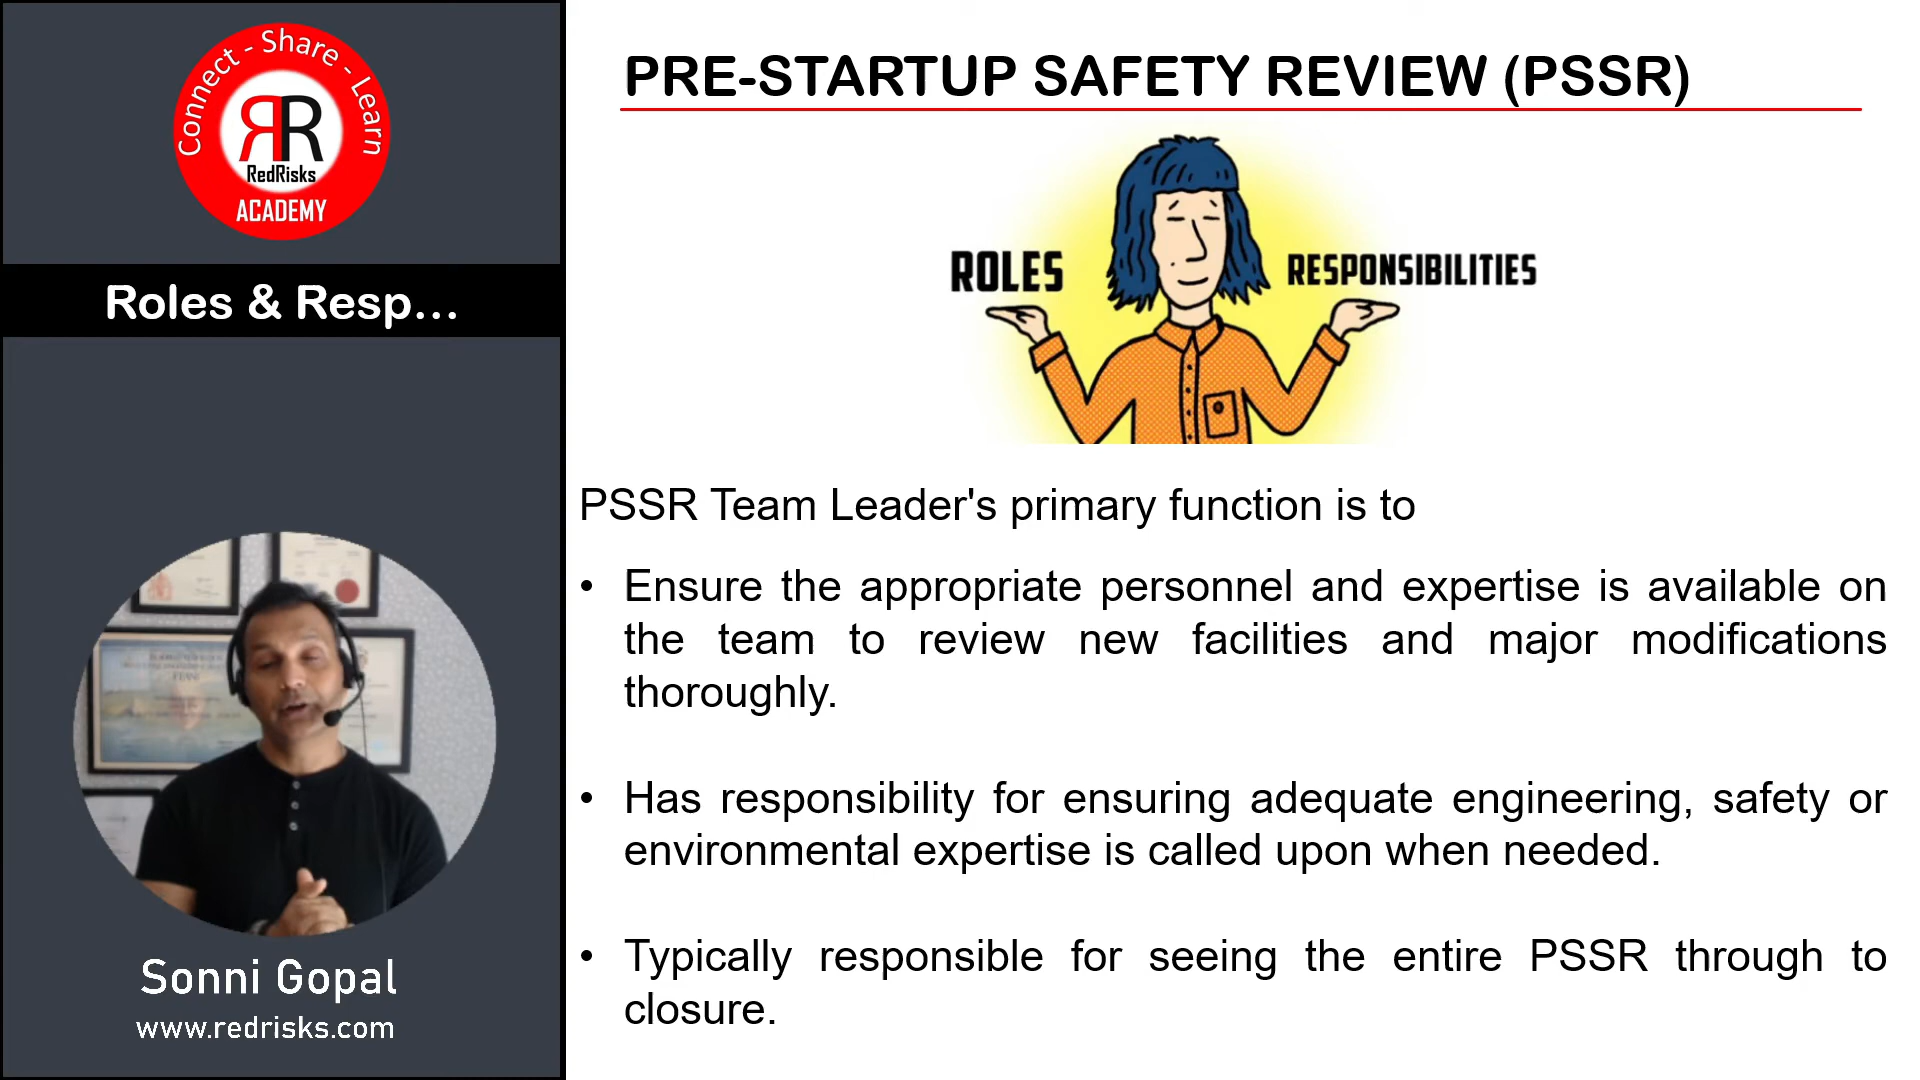 Connect - Share - Learn
RR
RedRisks
ACADEMY
Roles & Resp...
Sonni Gopal
www.redrisks.com
PRE-STARTUP SAFETY REVIEW (PSSR)
ROLES
RESPONSIBILITIES
PSSR Team Leader's primary function is to
• Ensure the appropriate personnel and expertise is available on
the team to review new facilities and major modifications
thoroughly.
• Has responsibility for ensuring adequate engineering, safety or
environmental expertise is called upon when needed.
• Typically responsible for seeing the entire PSSR through to
closure.